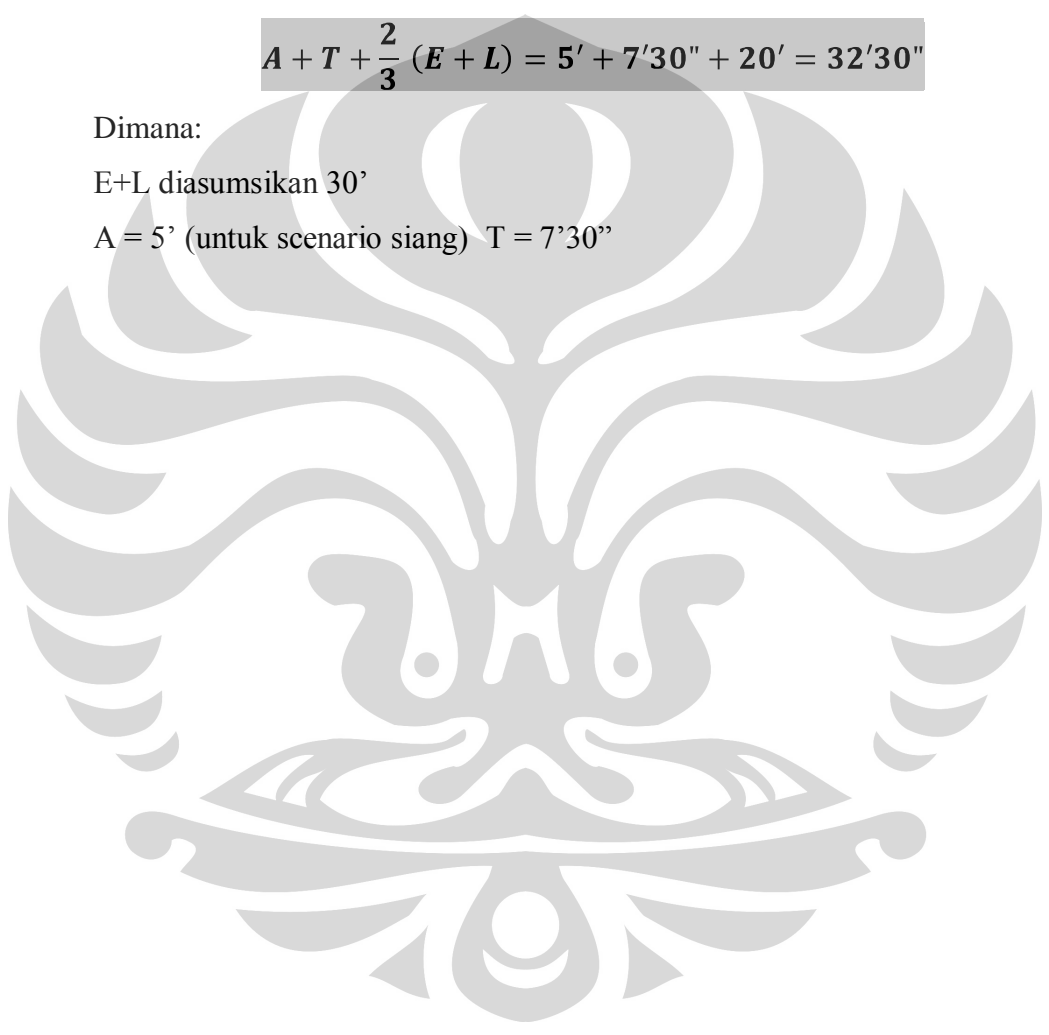 A + T + 2/3 (E + L) = 5′ + 7′30" + 20′ = 32′30"
Dimana:
E+L diasumsikan 30’
A = 5’ (untuk scenario siang) T = 7’30”